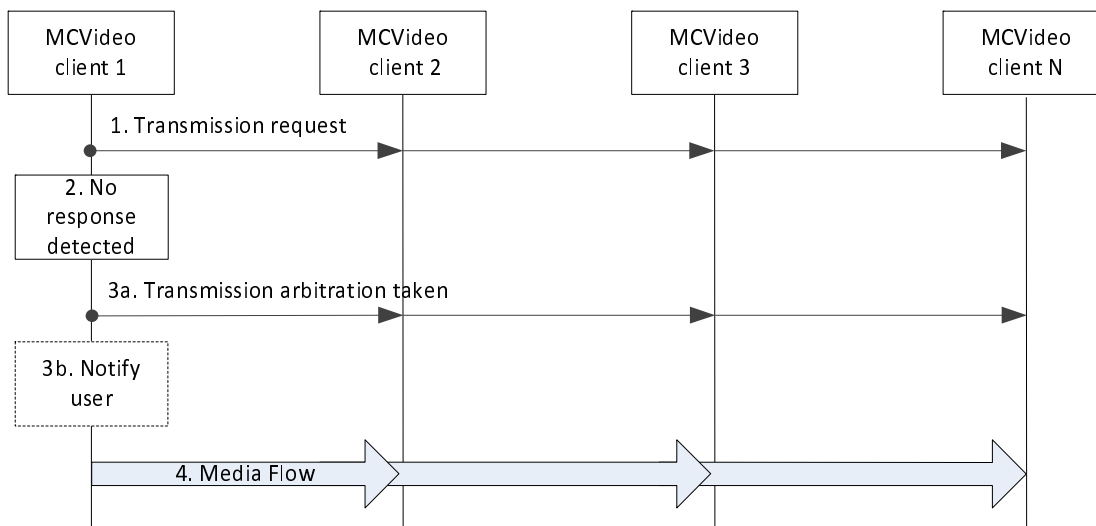 MCVideo
client 1
MCVideo
client 2
MCVideo
client 3
MCVideo
client N
1. Transmission request
2. No
response
detected
3a. Transmission arbitration taken
3b. Notify
user
4. Media Flow